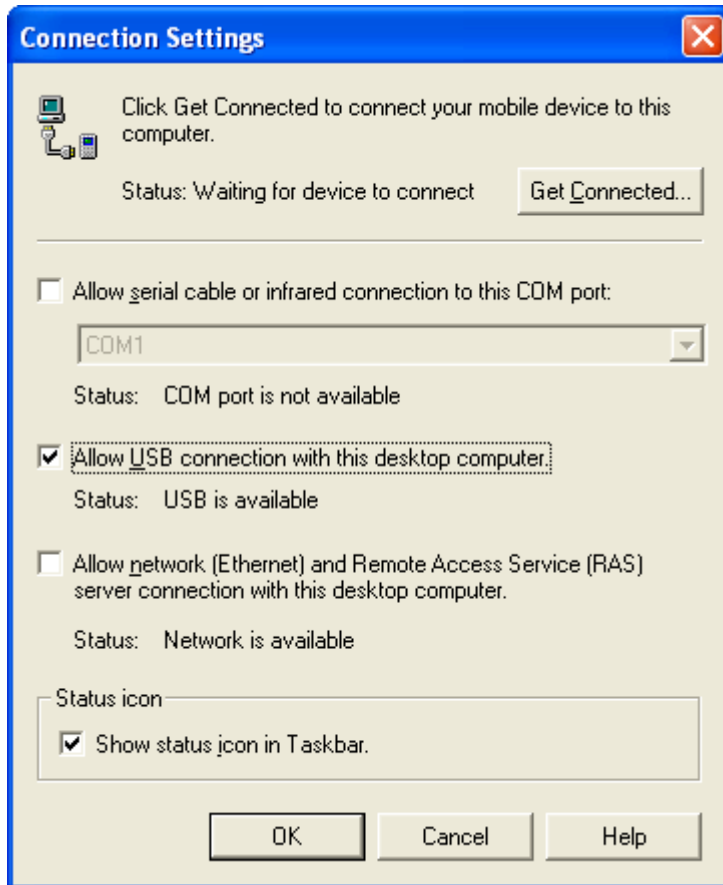 Connection Settings
Click Get Connected to connect your mobile device to this
computer.
Status: Waiting for device to connect
Get Connected...
Allow serial cable or infrared connection to this COM port:
COM1
Status: COM port is not available
Allow USB connection with this desktop computer.
Status: USB is available
Allow network (Ethernet) and Remote Access Service (RAS)
server connection with this desktop computer.
Status: Network is available
Status icon
Show status icon in Taskbar.
OK
Cancel
Help